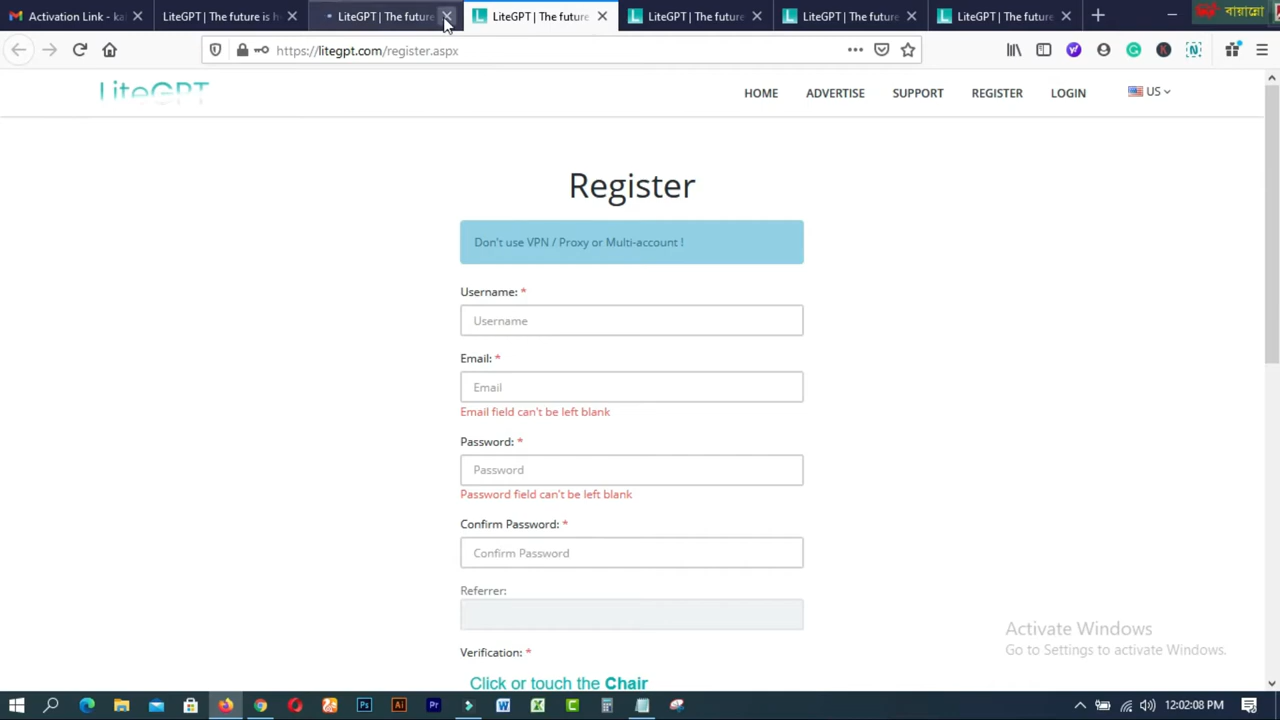 Activation Link - ka
LiteGPT | The future is h
LiteGPT | The future
LiteGPT | The future
LiteGPT | The future
LiteGPT | The future
LiteGPT | The future
বায়ান্নো
https://litegpt.com/register.aspx
LiteGPT
HOME
ADVERTISE
SUPPORT
REGISTER
LOGIN
US
Register
Don't use VPN / Proxy or Multi-account !
Username: *
Username
Email: *
Email
Email field can't be left blank
Password: *
Password
Password field can't be left blank
Confirm Password: *
Confirm Password
Referrer:
Verification: *
Click or touch the Chair
Activate Windows
Go to Settings to activate Windows.
12:02:08 PM